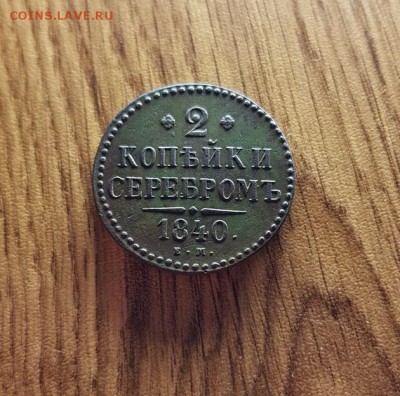 COINS.LAVE.RU
2
КОПѢЙКИ
СЕРЕБРОМЪ
1840.
Е.М.